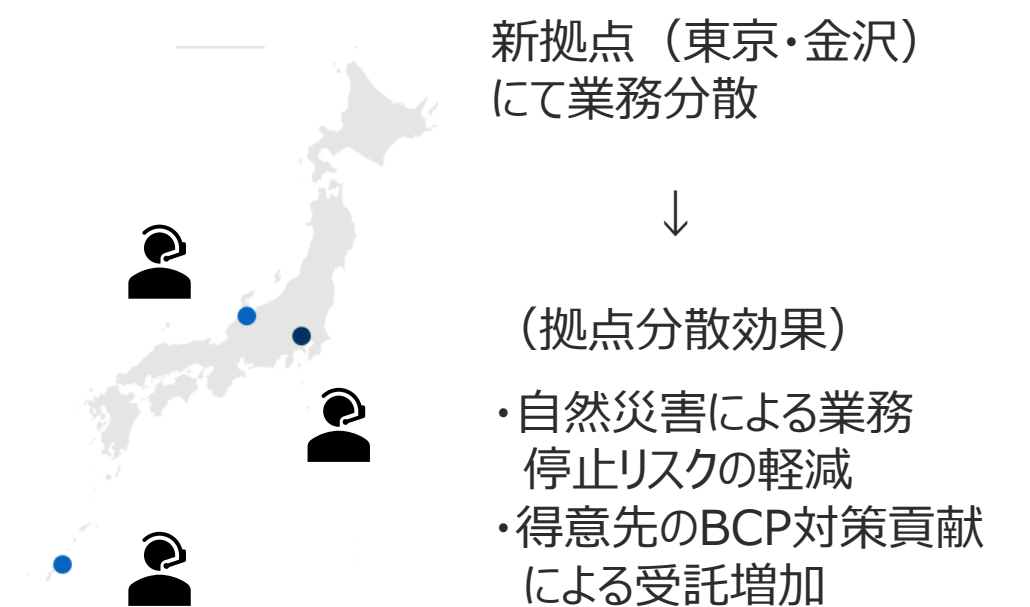 新拠点（東京・金沢）
にて業務分散
↓
（拠点分散効果）
・自然災害による業務
停止リスクの軽減
・得意先のBCP対策貢献
による受託増加